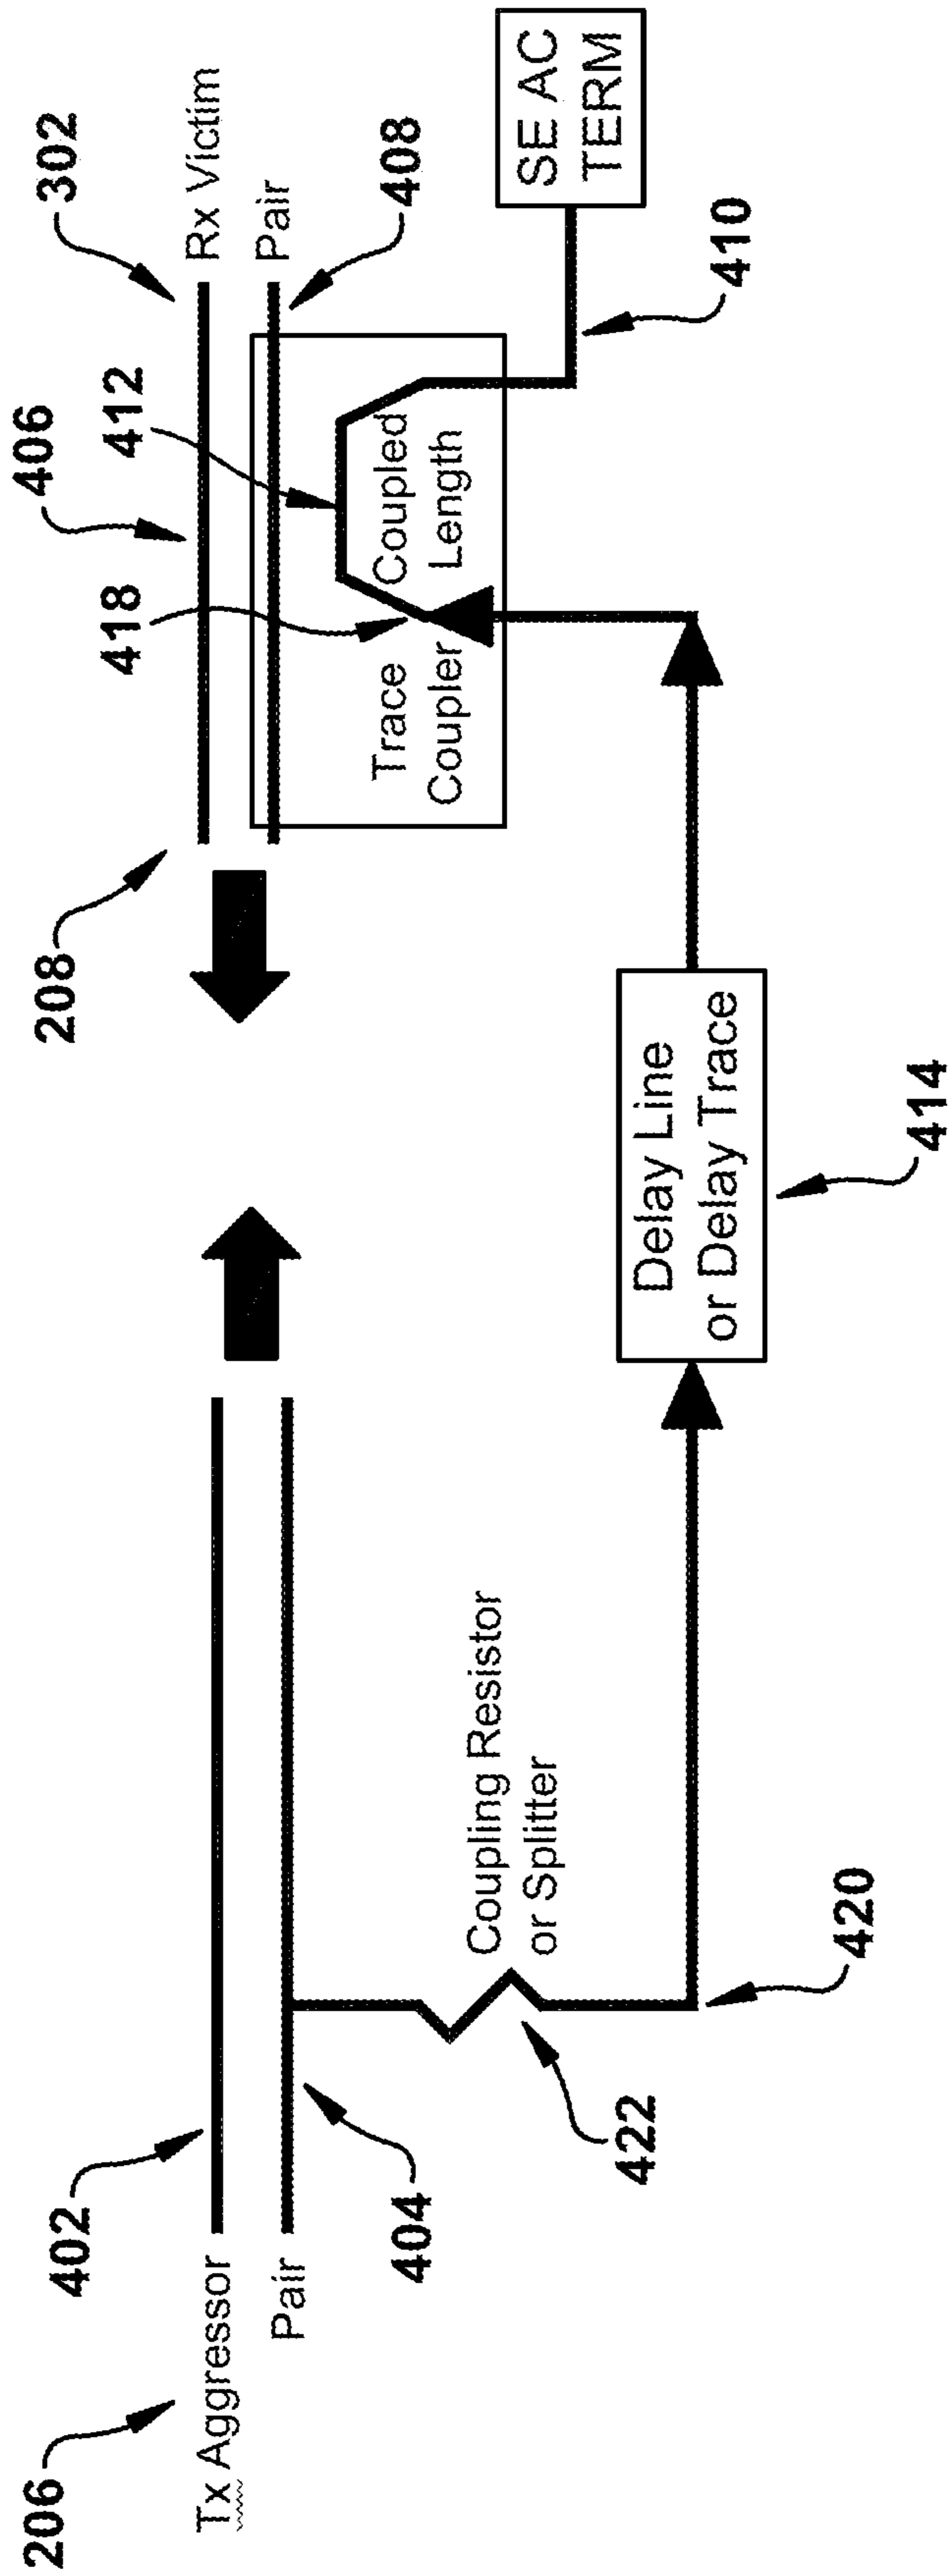 206
Tx Aggressor
Pair
402
404
422
Coupling Resistor
or Splitter
420
Delay Line
or Delay Trace
414
208
418
406
412
302
Rx Victim
Pair
408
Trace
Coupler
Coupled
Length
410
SE AC
TERM